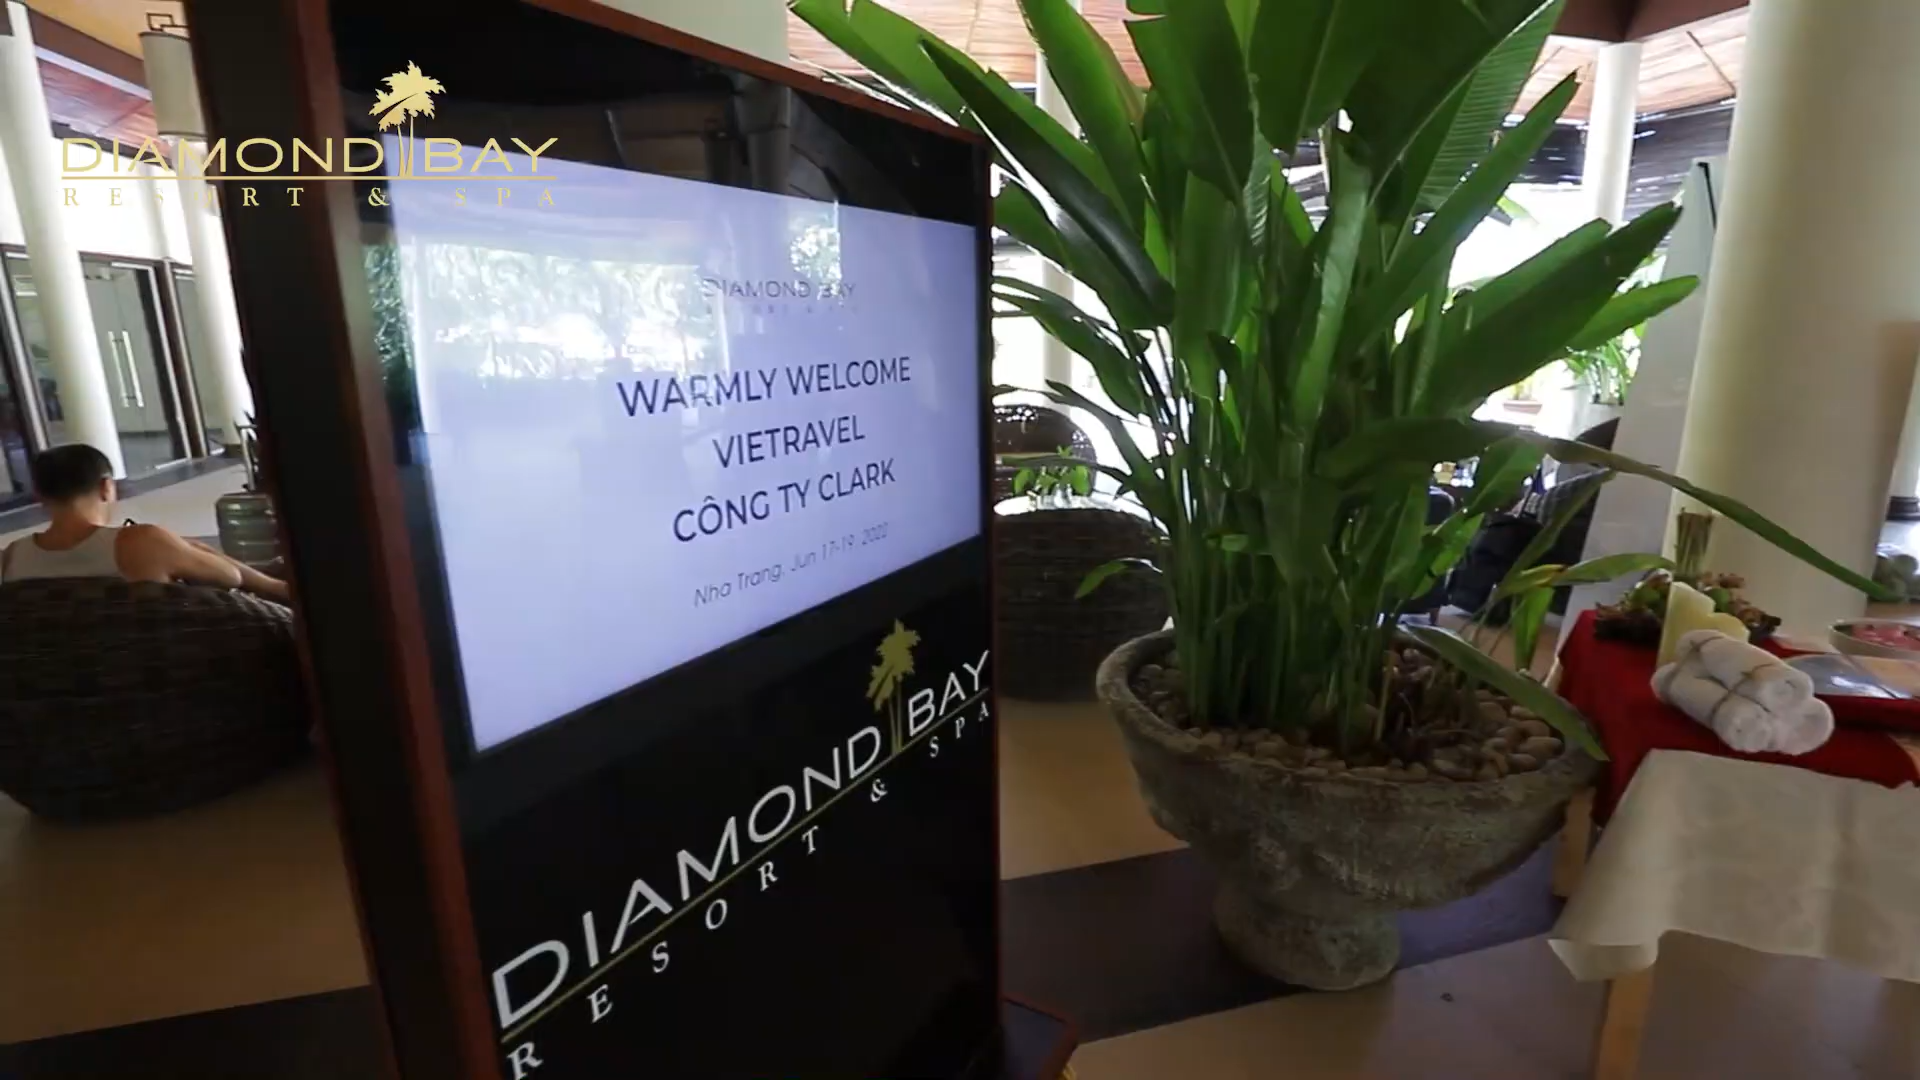 DIAMOND BAY
RESORT & SPA
DIAMOND BAY
WARMLY WELCOME
VIETRAVEL
CÔNG TY CLARK
Nha Trang, Jun 17-19, 2022
DIAMOND BAY
RESORT & SPA